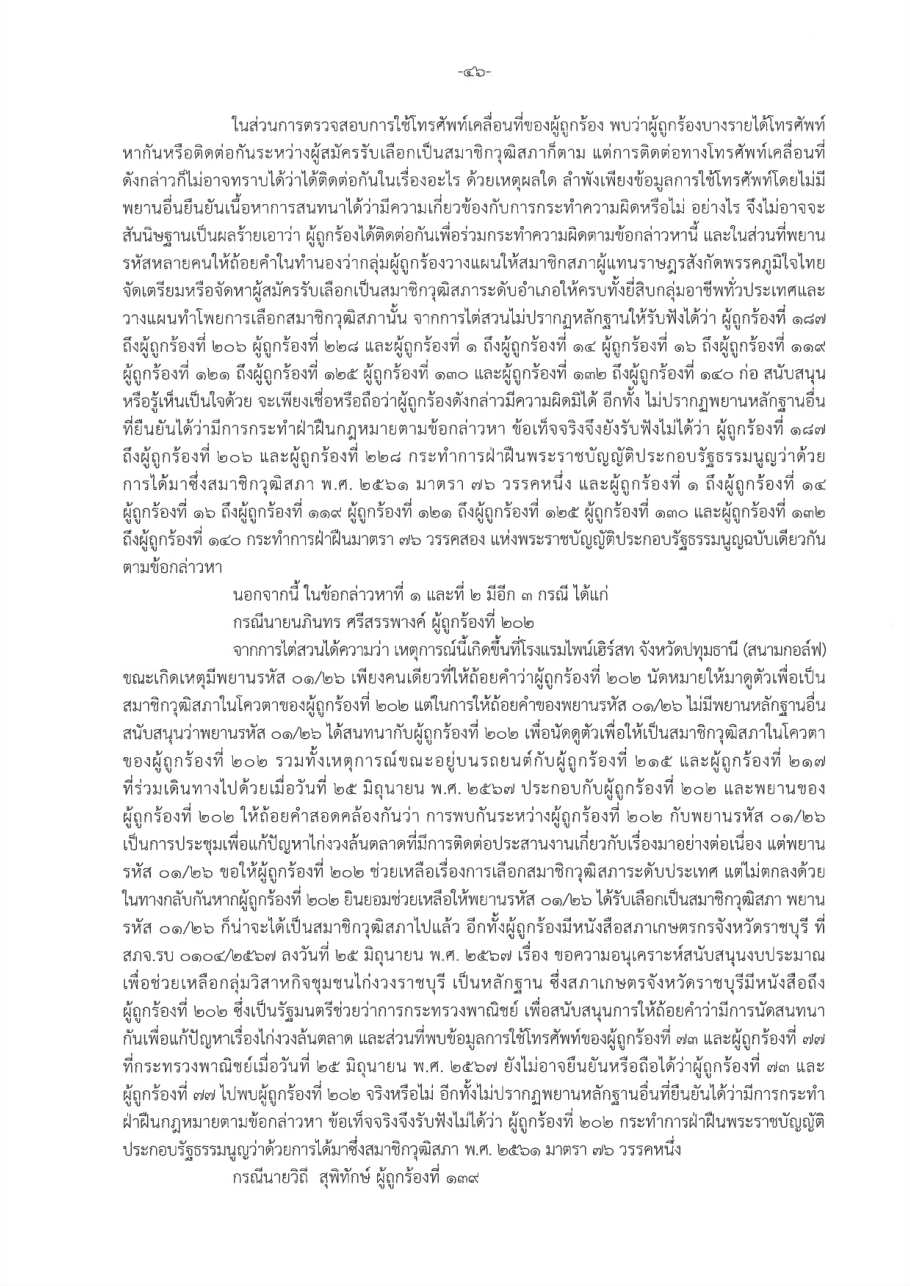 -๔๖-
ในส่วนการตรวจสอบการใช้โทรศัพท์เคลื่อนที่ของผู้ถูกร้อง พบว่าผู้ถูกร้องบางรายได้โทรศัพท์
หากันหรือติดต่อกันระหว่างผู้สมัครรับเลือกเป็นสมาชิกวุฒิสภาก็ตาม แต่การติดต่อทางโทรศัพท์เคลื่อนที่
ดังกล่าวก็ไม่อาจทราบได้ว่าได้ติดต่อกันในเรื่องอะไร ด้วยเหตุผลใด ลำพังเพียงข้อมูลการใช้โทรศัพท์โดยไม่มี
พยานอื่นยืนยันเนื้อหาการสนทนาได้ว่ามีความเกี่ยวข้องกับการกระทำความผิดหรือไม่ อย่างไร จึงไม่อาจจะ
สันนิษฐานเป็นผลร้ายเอาว่า ผู้ถูกร้องได้ติดต่อกันเพื่อร่วมกระทำความผิดตามข้อกล่าวหานี้ และในส่วนที่พยาน
รหัสหลายคนให้ถ้อยคำในทำนองว่ากลุ่มผู้ถูกร้องวางแผนให้สมาชิกสภาผู้แทนราษฎรสังกัดพรรคภูมิใจไทย
จัดเตรียมหรือจัดหาผู้สมัครรับเลือกเป็นสมาชิกวุฒิสภาระดับอำเภอให้ครบทั้งยี่สิบกลุ่มอาชีพทั่วประเทศและ
วางแผนทำโพยการเลือกสมาชิกวุฒิสภานั้น จากการไต่สวนไม่ปรากฏหลักฐานให้รับฟังได้ว่า ผู้ถูกร้องที่ ๑๘๗
ถึงผู้ถูกร้องที่ ๒๐๖ ผู้ถูกร้องที่ ๒๒๘ และผู้ถูกร้องที่ ๑ ถึงผู้ถูกร้องที่ ๑๔ ผู้ถูกร้องที่ ๑๖ ถึงผู้ถูกร้องที่ ๑๑๙
ผู้ถูกร้องที่ ๑๒๑ ถึงผู้ถูกร้องที่ ๑๒๕ ผู้ถูกร้องที่ ๑๓๐ และผู้ถูกร้องที่ ๑๓๒ ถึงผู้ถูกร้องที่ ๑๔๐ ก่อ สนับสนุน
หรือรู้เห็นเป็นใจด้วย จะเพียงเชื่อหรือถือว่าผู้ถูกร้องดังกล่าวมีความผิดมิได้ อีกทั้ง ไม่ปรากฏพยานหลักฐานอื่น
ที่ยืนยันได้ว่ามีการกระทำฝ่าฝืนกฎหมายตามข้อกล่าวหา ข้อเท็จจริงจึงยังรับฟังไม่ได้ว่า ผู้ถูกร้องที่ ๑๘๗
ถึงผู้ถูกร้องที่ ๒๐๖ และผู้ถูกร้องที่ ๒๒๘ กระทำการฝ่าฝืนพระราชบัญญัติประกอบรัฐธรรมนูญว่าด้วย
การได้มาซึ่งสมาชิกวุฒิสภา พ.ศ. ๒๕๖๑ มาตรา ๗๖ วรรคหนึ่ง และผู้ถูกร้องที่ ๑ ถึงผู้ถูกร้องที่ ๑๔
ผู้ถูกร้องที่ ๑๖ ถึงผู้ถูกร้องที่ ๑๑๙ ผู้ถูกร้องที่ ๑๒๑ ถึงผู้ถูกร้องที่ ๑๒๕ ผู้ถูกร้องที่ ๑๓๐ และผู้ถูกร้องที่ ๑๓๒
ถึงผู้ถูกร้องที่ ๑๔๐ กระทำการฝ่าฝืนมาตรา ๗๖ วรรคสอง แห่งพระราชบัญญัติประกอบรัฐธรรมนูญฉบับเดียวกัน
ตามข้อกล่าวหา
นอกจากนี้ ในข้อกล่าวหาที่ ๑ และที่ ๒ มีอีก ๓ กรณี ได้แก่
กรณีนายนภินทร ศรีสรรพางค์ ผู้ถูกร้องที่ ๒๐๒
จากการไต่สวนได้ความว่า เหตุการณ์นี้เกิดขึ้นที่โรงแรมไพน์เฮิร์สท จังหวัดปทุมธานี (สนามกอล์ฟ)
ขณะเกิดเหตุมีพยานรหัส ๐๑/๒๖ เพียงคนเดียวที่ให้ถ้อยคำว่าผู้ถูกร้องที่ ๒๐๒ นัดหมายให้มาดูตัวเพื่อเป็น
สมาชิกวุฒิสภาในโควตาของผู้ถูกร้องที่ ๒๐๒ แต่ในการให้ถ้อยคำของพยานรหัส ๐๑/๒๖ ไม่มีพยานหลักฐานอื่น
สนับสนุนว่าพยานรหัส ๐๑/๒๖ ได้สนทนากับผู้ถูกร้องที่ ๒๐๒ เพื่อนัดดูตัวเพื่อให้เป็นสมาชิกวุฒิสภาในโควตา
ของผู้ถูกร้องที่ ๒๐๒ รวมทั้งเหตุการณ์ขณะอยู่บนรถยนต์กับผู้ถูกร้องที่ ๒๑๕ และผู้ถูกร้องที่ ๒๑๗
ที่ร่วมเดินทางไปด้วยเมื่อวันที่ ๒๕ มิถุนายน พ.ศ. ๒๕๖๗ ประกอบกับผู้ถูกร้องที่ ๒๐๒ และพยานของ
ผู้ถูกร้องที่ ๒๐๒ ให้ถ้อยคำสอดคล้องกันว่า การพบกันระหว่างผู้ถูกร้องที่ ๒๐๒ กับพยานรหัส ๐๑/๒๖
เป็นการประชุมเพื่อแก้ปัญหาไก่งวงล้นตลาดที่มีการติดต่อประสานงานเกี่ยวกับเรื่องมาอย่างต่อเนื่อง แต่พยาน
รหัส ๐๑/๒๖ ขอให้ผู้ถูกร้องที่ ๒๐๒ ช่วยเหลือเรื่องการเลือกสมาชิกวุฒิสภาระดับประเทศ แต่ไม่ตกลงด้วย
ในทางกลับกันหากผู้ถูกร้องที่ ๒๐๒ ยินยอมช่วยเหลือให้พยานรหัส ๐๑/๒๖ ได้รับเลือกเป็นสมาชิกวุฒิสภา พยาน
รหัส ๐๑/๒๖ ก็น่าจะได้เป็นสมาชิกวุฒิสภาไปแล้ว อีกทั้งผู้ถูกร้องมีหนังสือสภาเกษตรกรจังหวัดราชบุรี ที่
สภจ.รบ ๐๑๐๔/๒๕๖๗ ลงวันที่ ๒๕ มิถุนายน พ.ศ. ๒๕๖๗ เรื่อง ขอความอนุเคราะห์สนับสนุนงบประมาณ
เพื่อช่วยเหลือกลุ่มวิสาหกิจชุมชนไก่งวงราชบุรี เป็นหลักฐาน ซึ่งสภาเกษตรจังหวัดราชบุรีมีหนังสือถึง
ผู้ถูกร้องที่ ๒๐๒ ซึ่งเป็นรัฐมนตรีช่วยว่าการกระทรวงพาณิชย์ เพื่อสนับสนุนการให้ถ้อยคำว่ามีการนัดสนทนา
กันเพื่อแก้ปัญหาเรื่องไก่งวงล้นตลาด และส่วนที่พบข้อมูลการใช้โทรศัพท์ของผู้ถูกร้องที่ ๗๓ และผู้ถูกร้องที่ ๗๗
ที่กระทรวงพาณิชย์เมื่อวันที่ ๒๕ มิถุนายน พ.ศ. ๒๕๖๗ ยังไม่อาจยืนยันหรือถือได้ว่าผู้ถูกร้องที่ ๗๓ และ
ผู้ถูกร้องที่ ๗๗ ไปพบผู้ถูกร้องที่ ๒๐๒ จริงหรือไม่ อีกทั้งไม่ปรากฏพยานหลักฐานอื่นที่ยืนยันได้ว่ามีการกระทำ
ฝ่าฝืนกฎหมายตามข้อกล่าวหา ข้อเท็จจริงจึงรับฟังไม่ได้ว่า ผู้ถูกร้องที่ ๒๐๒ กระทำการฝ่าฝืนพระราชบัญญัติ
ประกอบรัฐธรรมนูญว่าด้วยการได้มาซึ่งสมาชิกวุฒิสภา พ.ศ. ๒๕๖๑ มาตรา ๗๖ วรรคหนึ่ง
กรณีนายวิถี  สุพิทักษ์ ผู้ถูกร้องที่ ๑๓๙